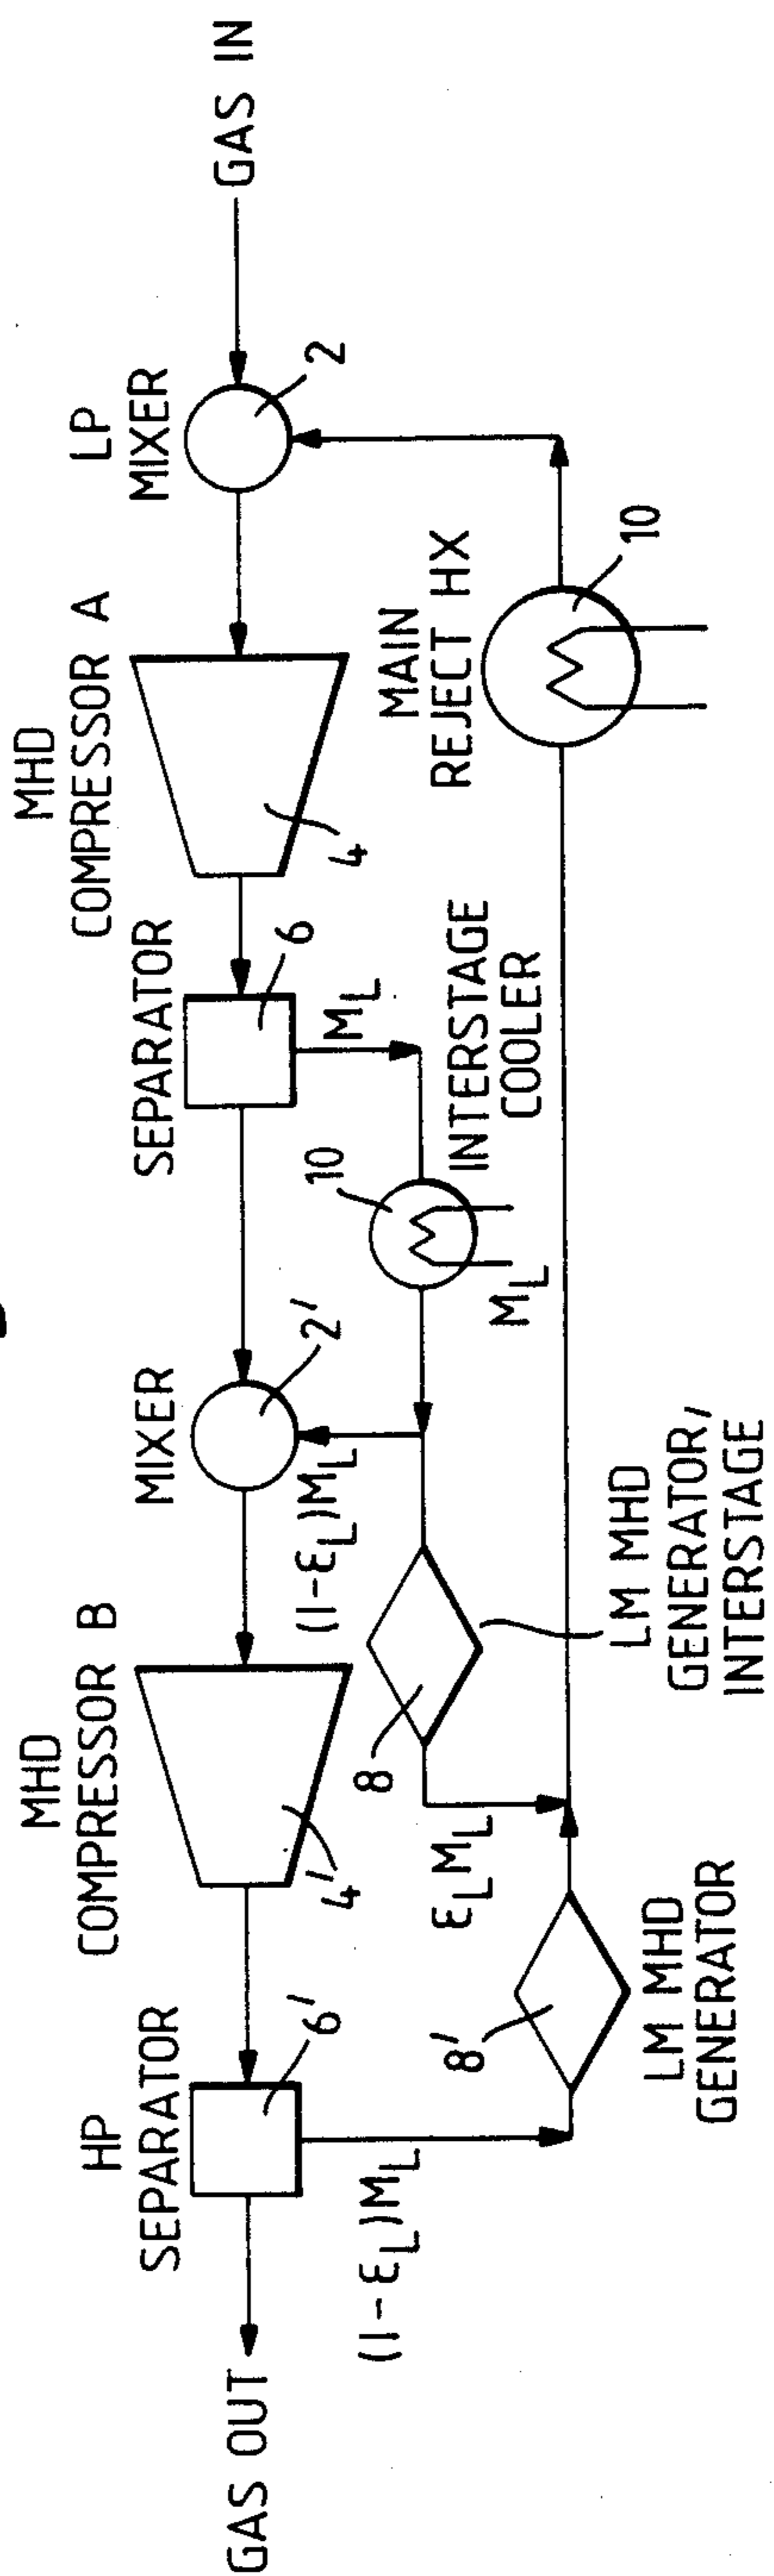 GAS IN
LP
MIXER
2
MHD
COMPRESSOR A
4
MAIN
REJECT HX
10
SEPARATOR
6
M_L
INTERSTAGE
COOLER
10
M_L
MIXER
2'
(1-ε_L)M_L
MHD
COMPRESSOR B
4'
LM MHD
GENERATOR,
INTERSTAGE
8
ε_L M_L
HP
SEPARATOR
6'
(1-ε_L)M_L
LM MHD
GENERATOR
8'
GAS OUT